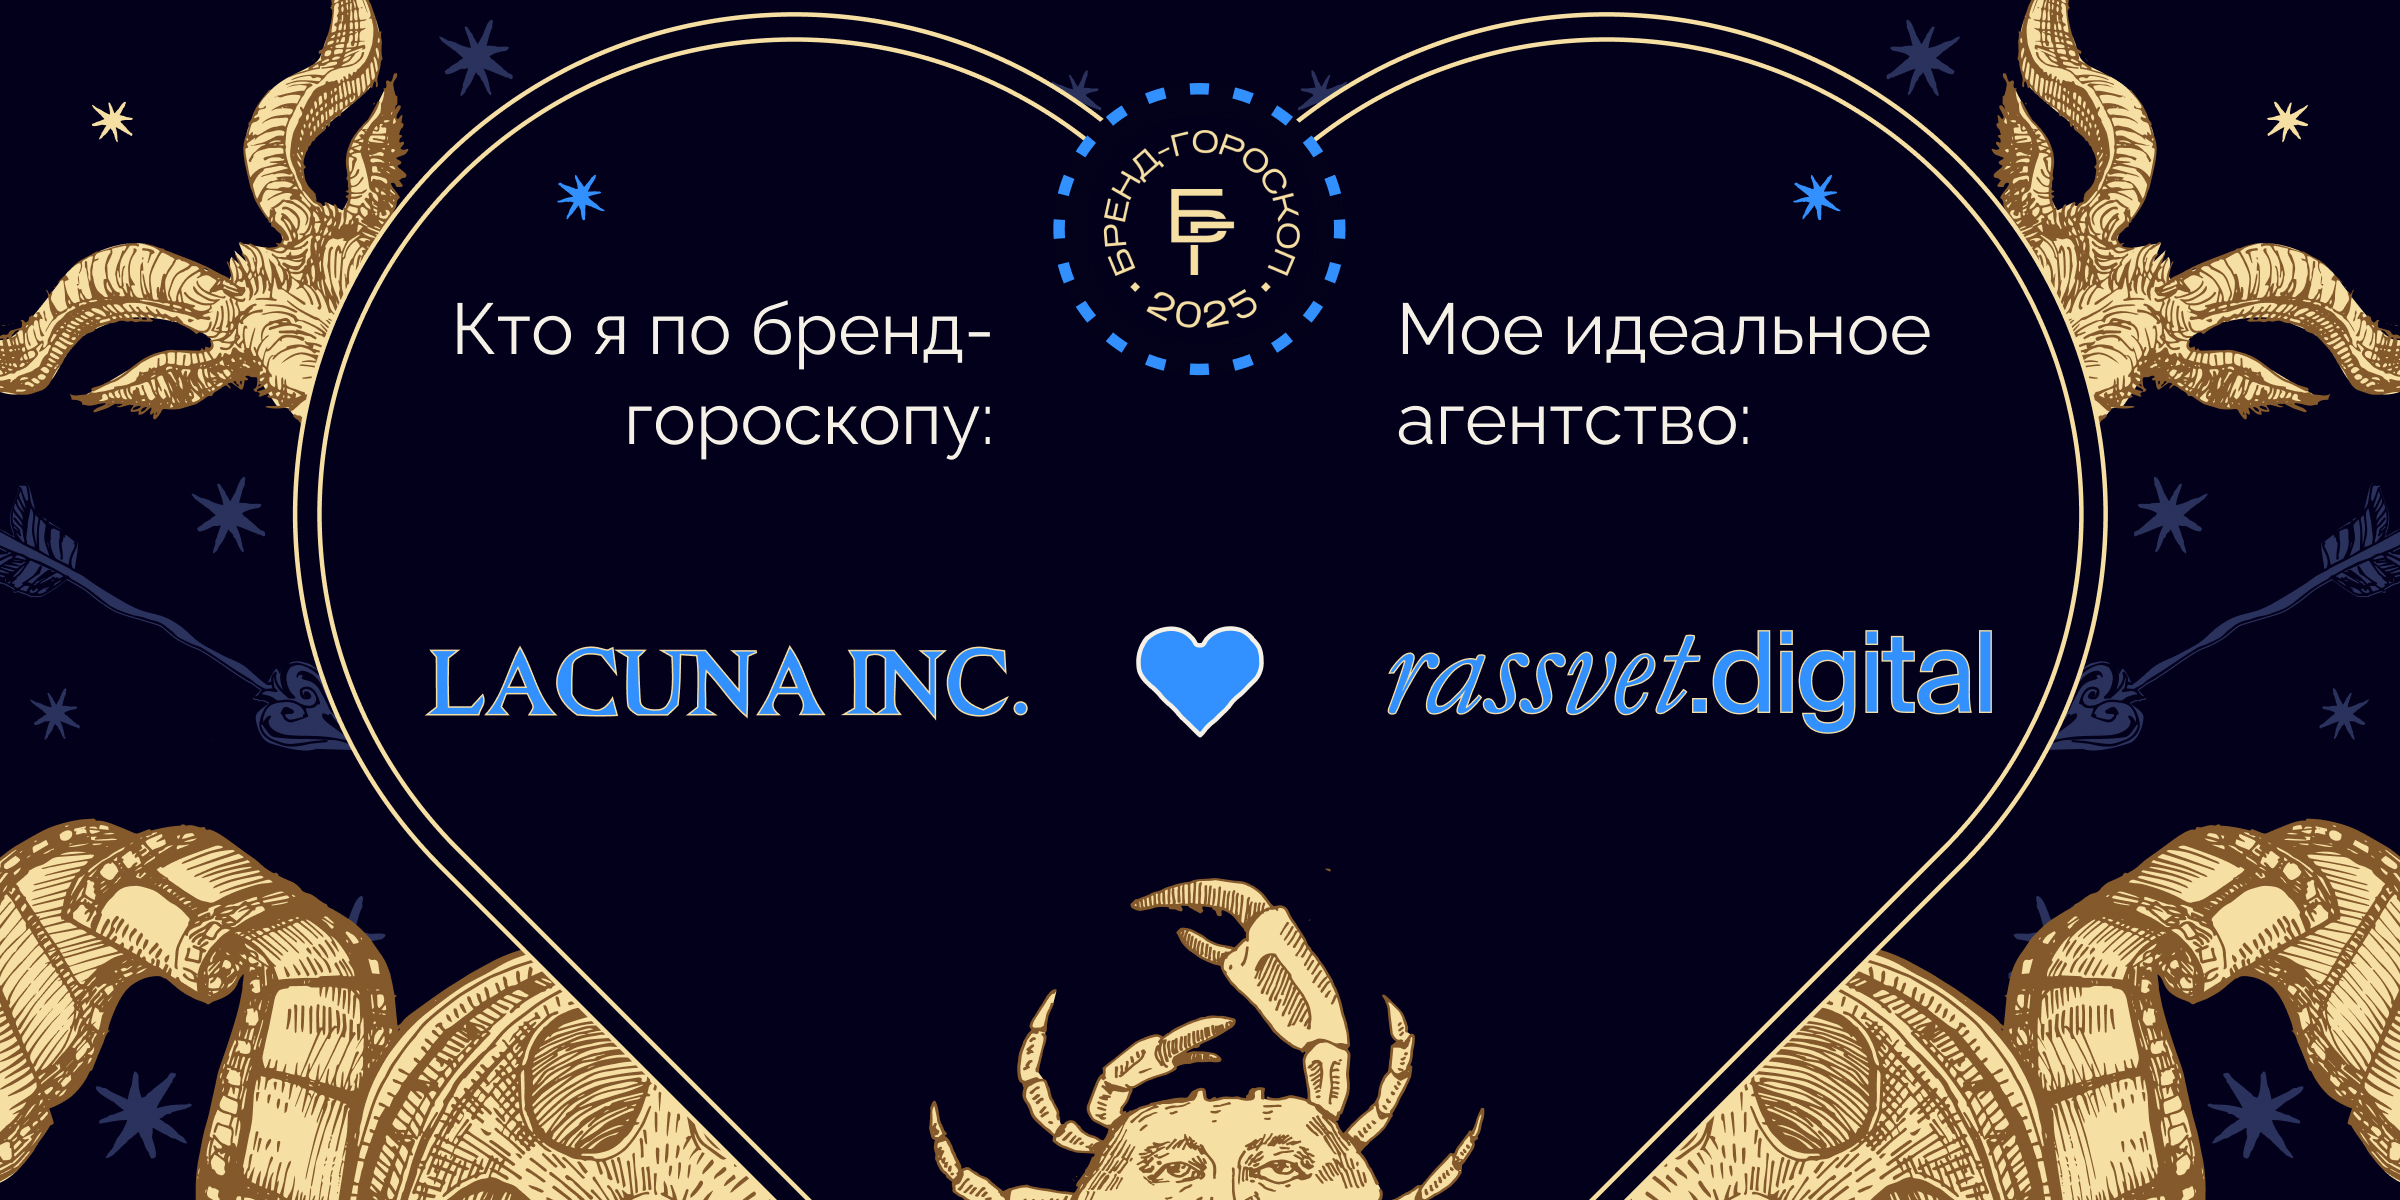 БРЕНД-ГОРОСКОП
БГ
• 2025 •
Кто я по бренд-
гороскопу:
Мое идеальное
агентство:
LACUNA INC.
rassvet.digital